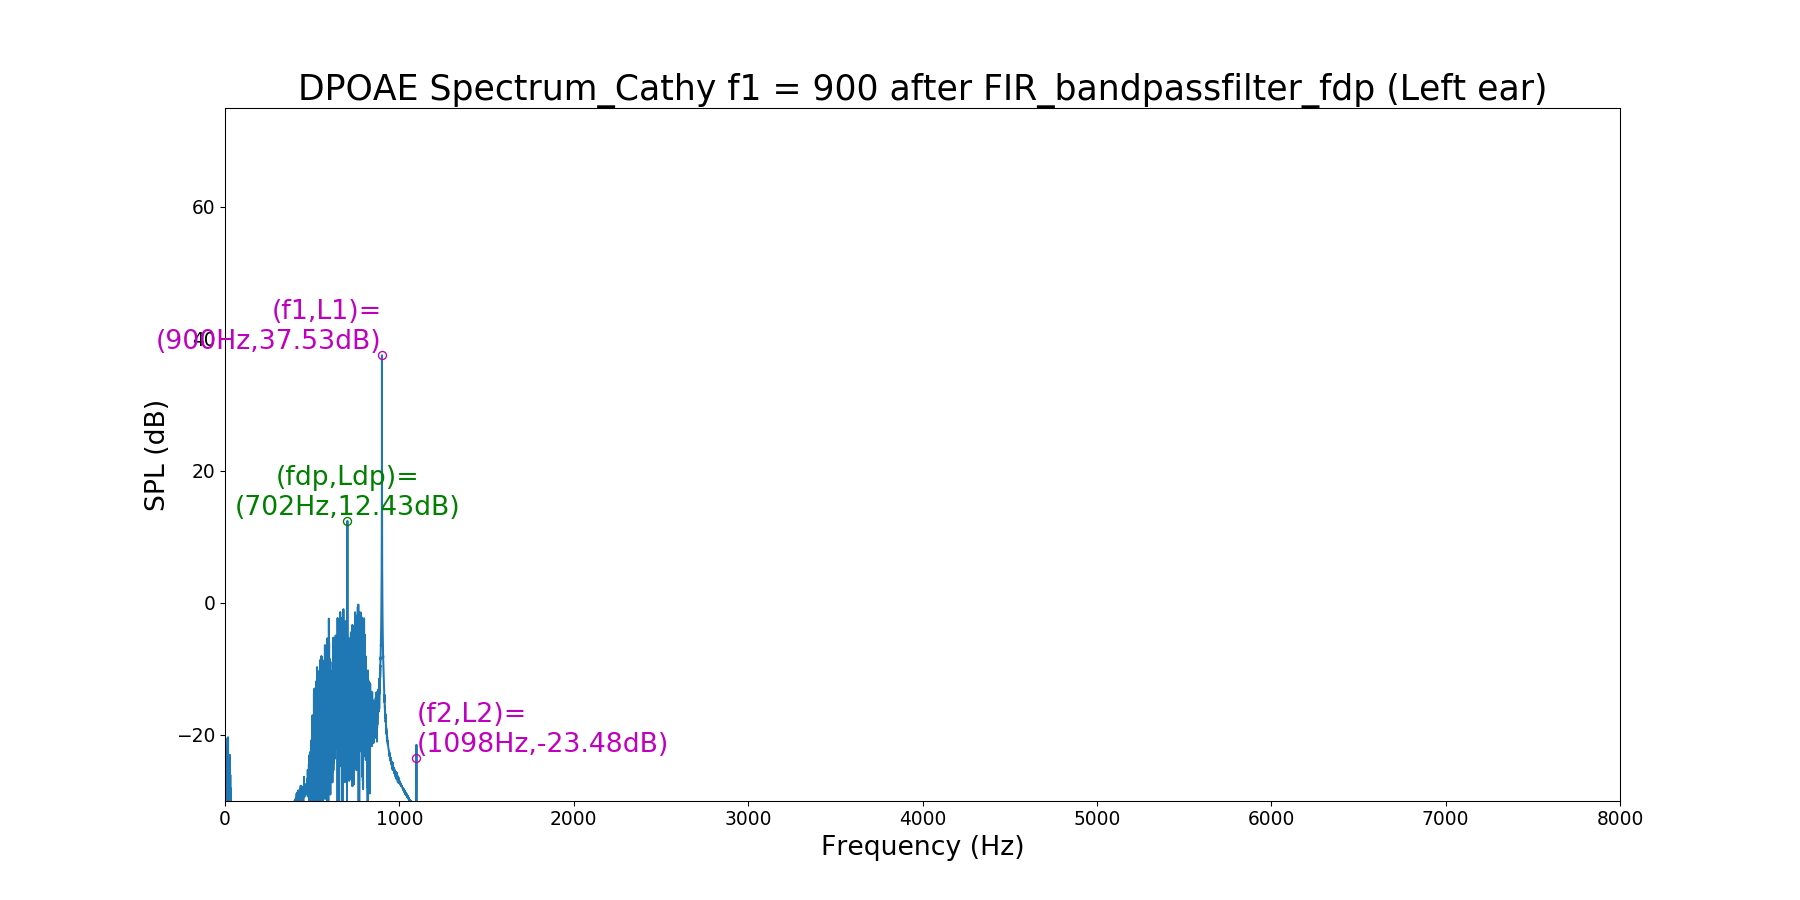 DPOAE Spectrum_Cathy f1 = 900 after FIR_bandpassfilter_fdp (Left ear)
60
(f1,L1)=
40
(900Hz,37.53dB)
SPL (dB)
20
(fdp,Ldp)=
(702Hz,12.43dB)
0
(f2,L2)=
−20
(1098Hz,-23.48dB)
0 1000 2000 3000 4000 5000 6000 7000 8000
Frequency (Hz)